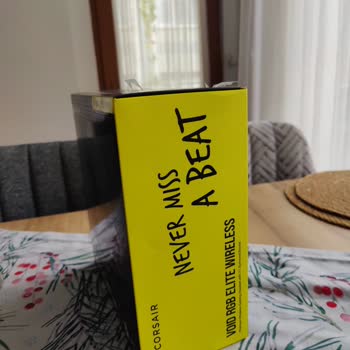 NEVER MISS
A BEAT
CORSAIR
VOID RGB ELITE WIRELESS